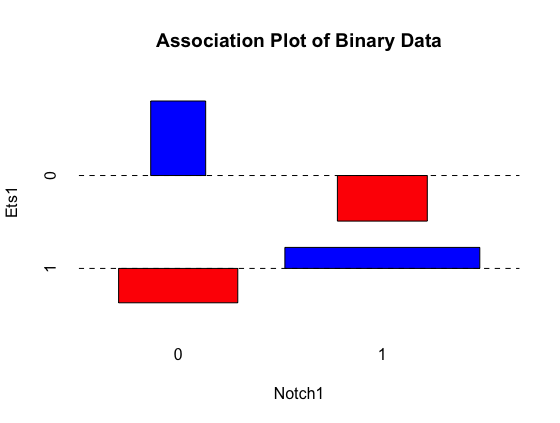 Association Plot of Binary Data
Ets1
0
1
0 1
Notch1